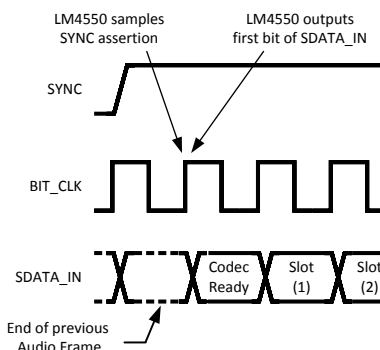 LM4550 samples
SYNC assertion
LM4550 outputs
first bit of SDATA_IN
SYNC
BIT_CLK
SDATA_IN
Codec
Ready
Slot
(1)
Slot
(2)
End of previous
Audio Frame